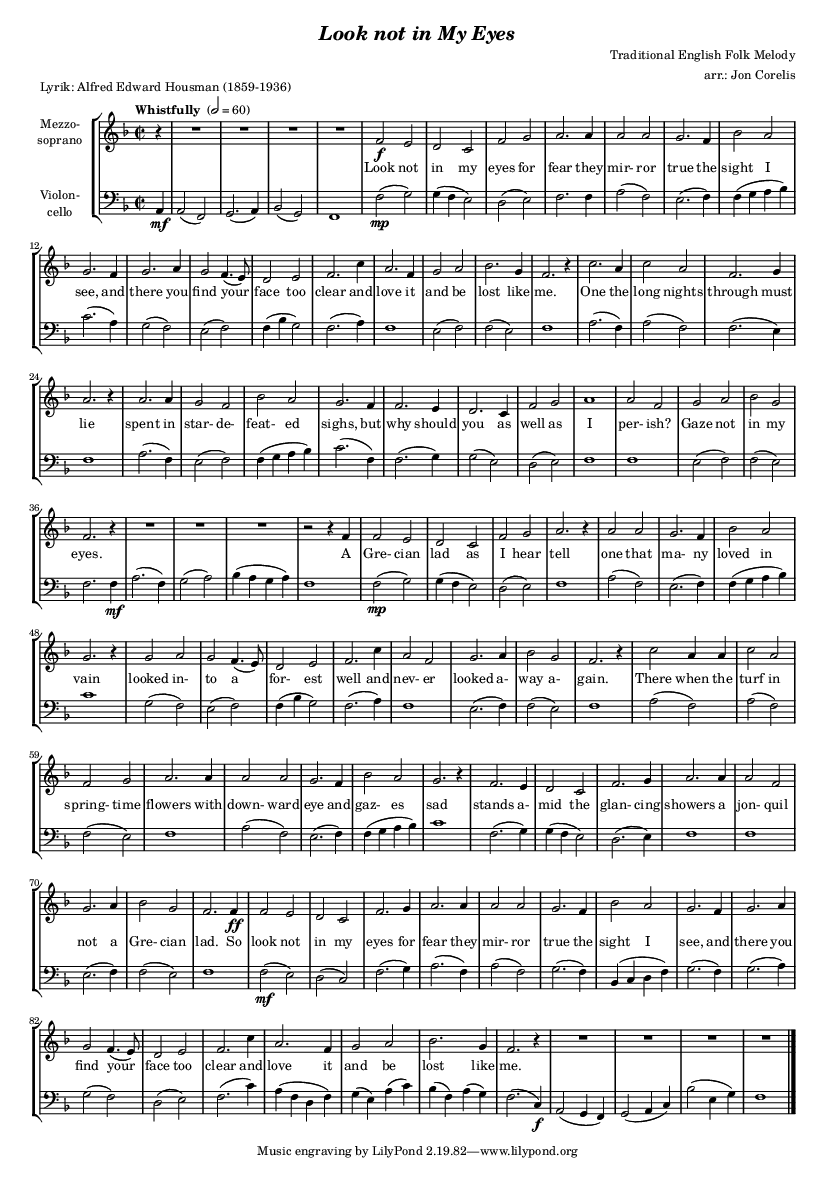 Look not in My Eyes
Traditional English Folk Melody
arr.: Jon Corelis
Lyrik: Alfred Edward Housman (1859-1936)
Whistfully (𝅗𝅥 = 60)
Mezzo-
soprano
f
Look not in my eyes for fear they mir- ror true the sight I
Violon-
cello
mf mp
12
see, and there you find your face too clear and love it and be lost like me. One the long nights through must
24
lie spent in star- de- feat- ed sighs, but why should you as well as I per- ish? Gaze not in my
36
eyes. A Gre- cian lad as I hear tell one that ma- ny loved in
mf mp
48
vain looked in- to a for- est well and nev- er looked a- way a- gain. There when the turf in
59
spring- time flowers with down- ward eye and gaz- es sad stands a- mid the glan- cing showers a jon- quil
70
ff
not a Gre- cian lad. So look not in my eyes for fear they mir- ror true the sight I see, and there you
mf
82
find your face too clear and love it and be lost like me.
f
Music engraving by LilyPond 2.19.82—www.lilypond.org